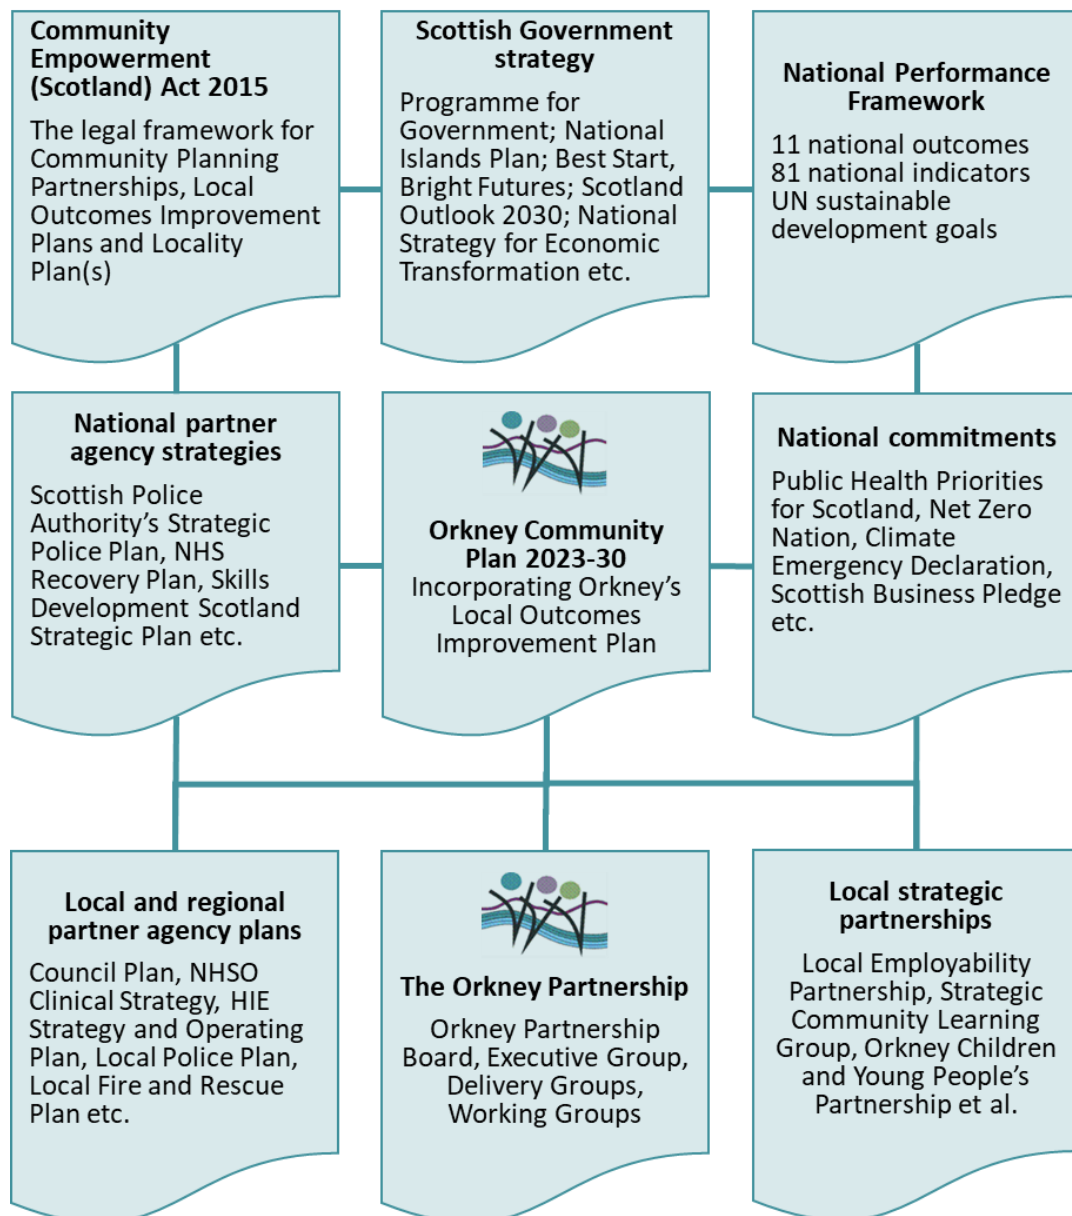 Community
Empowerment
(Scotland) Act 2015
The legal framework for
Community Planning
Partnerships, Local
Outcomes Improvement
Plans and Locality
Plan(s)
Scottish Government
strategy
Programme for
Government; National
Islands Plan; Best Start,
Bright Futures; Scotland
Outlook 2030; National
Strategy for Economic
Transformation etc.
National Performance
Framework
11 national outcomes
81 national indicators
UN sustainable
development goals
National partner
agency strategies
Scottish Police
Authority’s Strategic
Police Plan, NHS
Recovery Plan, Skills
Development Scotland
Strategic Plan etc.
Orkney Community
Plan 2023-30
Incorporating Orkney’s
Local Outcomes
Improvement Plan
National commitments
Public Health Priorities
for Scotland, Net Zero
Nation, Climate
Emergency Declaration,
Scottish Business Pledge
etc.
Local and regional
partner agency plans
Council Plan, NHSO
Clinical Strategy, HIE
Strategy and Operating
Plan, Local Police Plan,
Local Fire and Rescue
Plan etc.
The Orkney Partnership
Orkney Partnership
Board, Executive Group,
Delivery Groups,
Working Groups
Local strategic
partnerships
Local Employability
Partnership, Strategic
Community Learning
Group, Orkney Children
and Young People’s
Partnership et al.